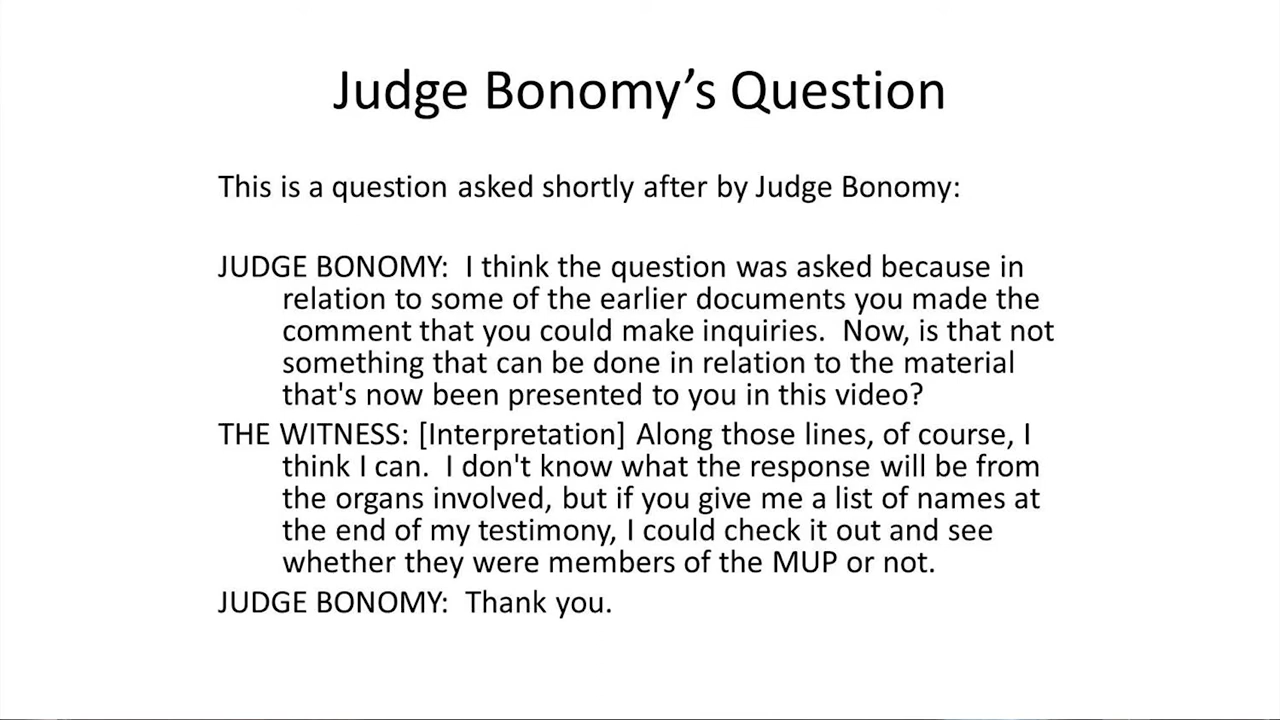 Judge Bonomy’s Question
This is a question asked shortly after by Judge Bonomy:
JUDGE BONOMY:  I think the question was asked because in
relation to some of the earlier documents you made the
comment that you could make inquiries.  Now, is that not
something that can be done in relation to the material
that's now been presented to you in this video?
THE WITNESS: [Interpretation] Along those lines, of course, I
think I can.  I don't know what the response will be from
the organs involved, but if you give me a list of names at
the end of my testimony, I could check it out and see
whether they were members of the MUP or not.
JUDGE BONOMY:  Thank you.